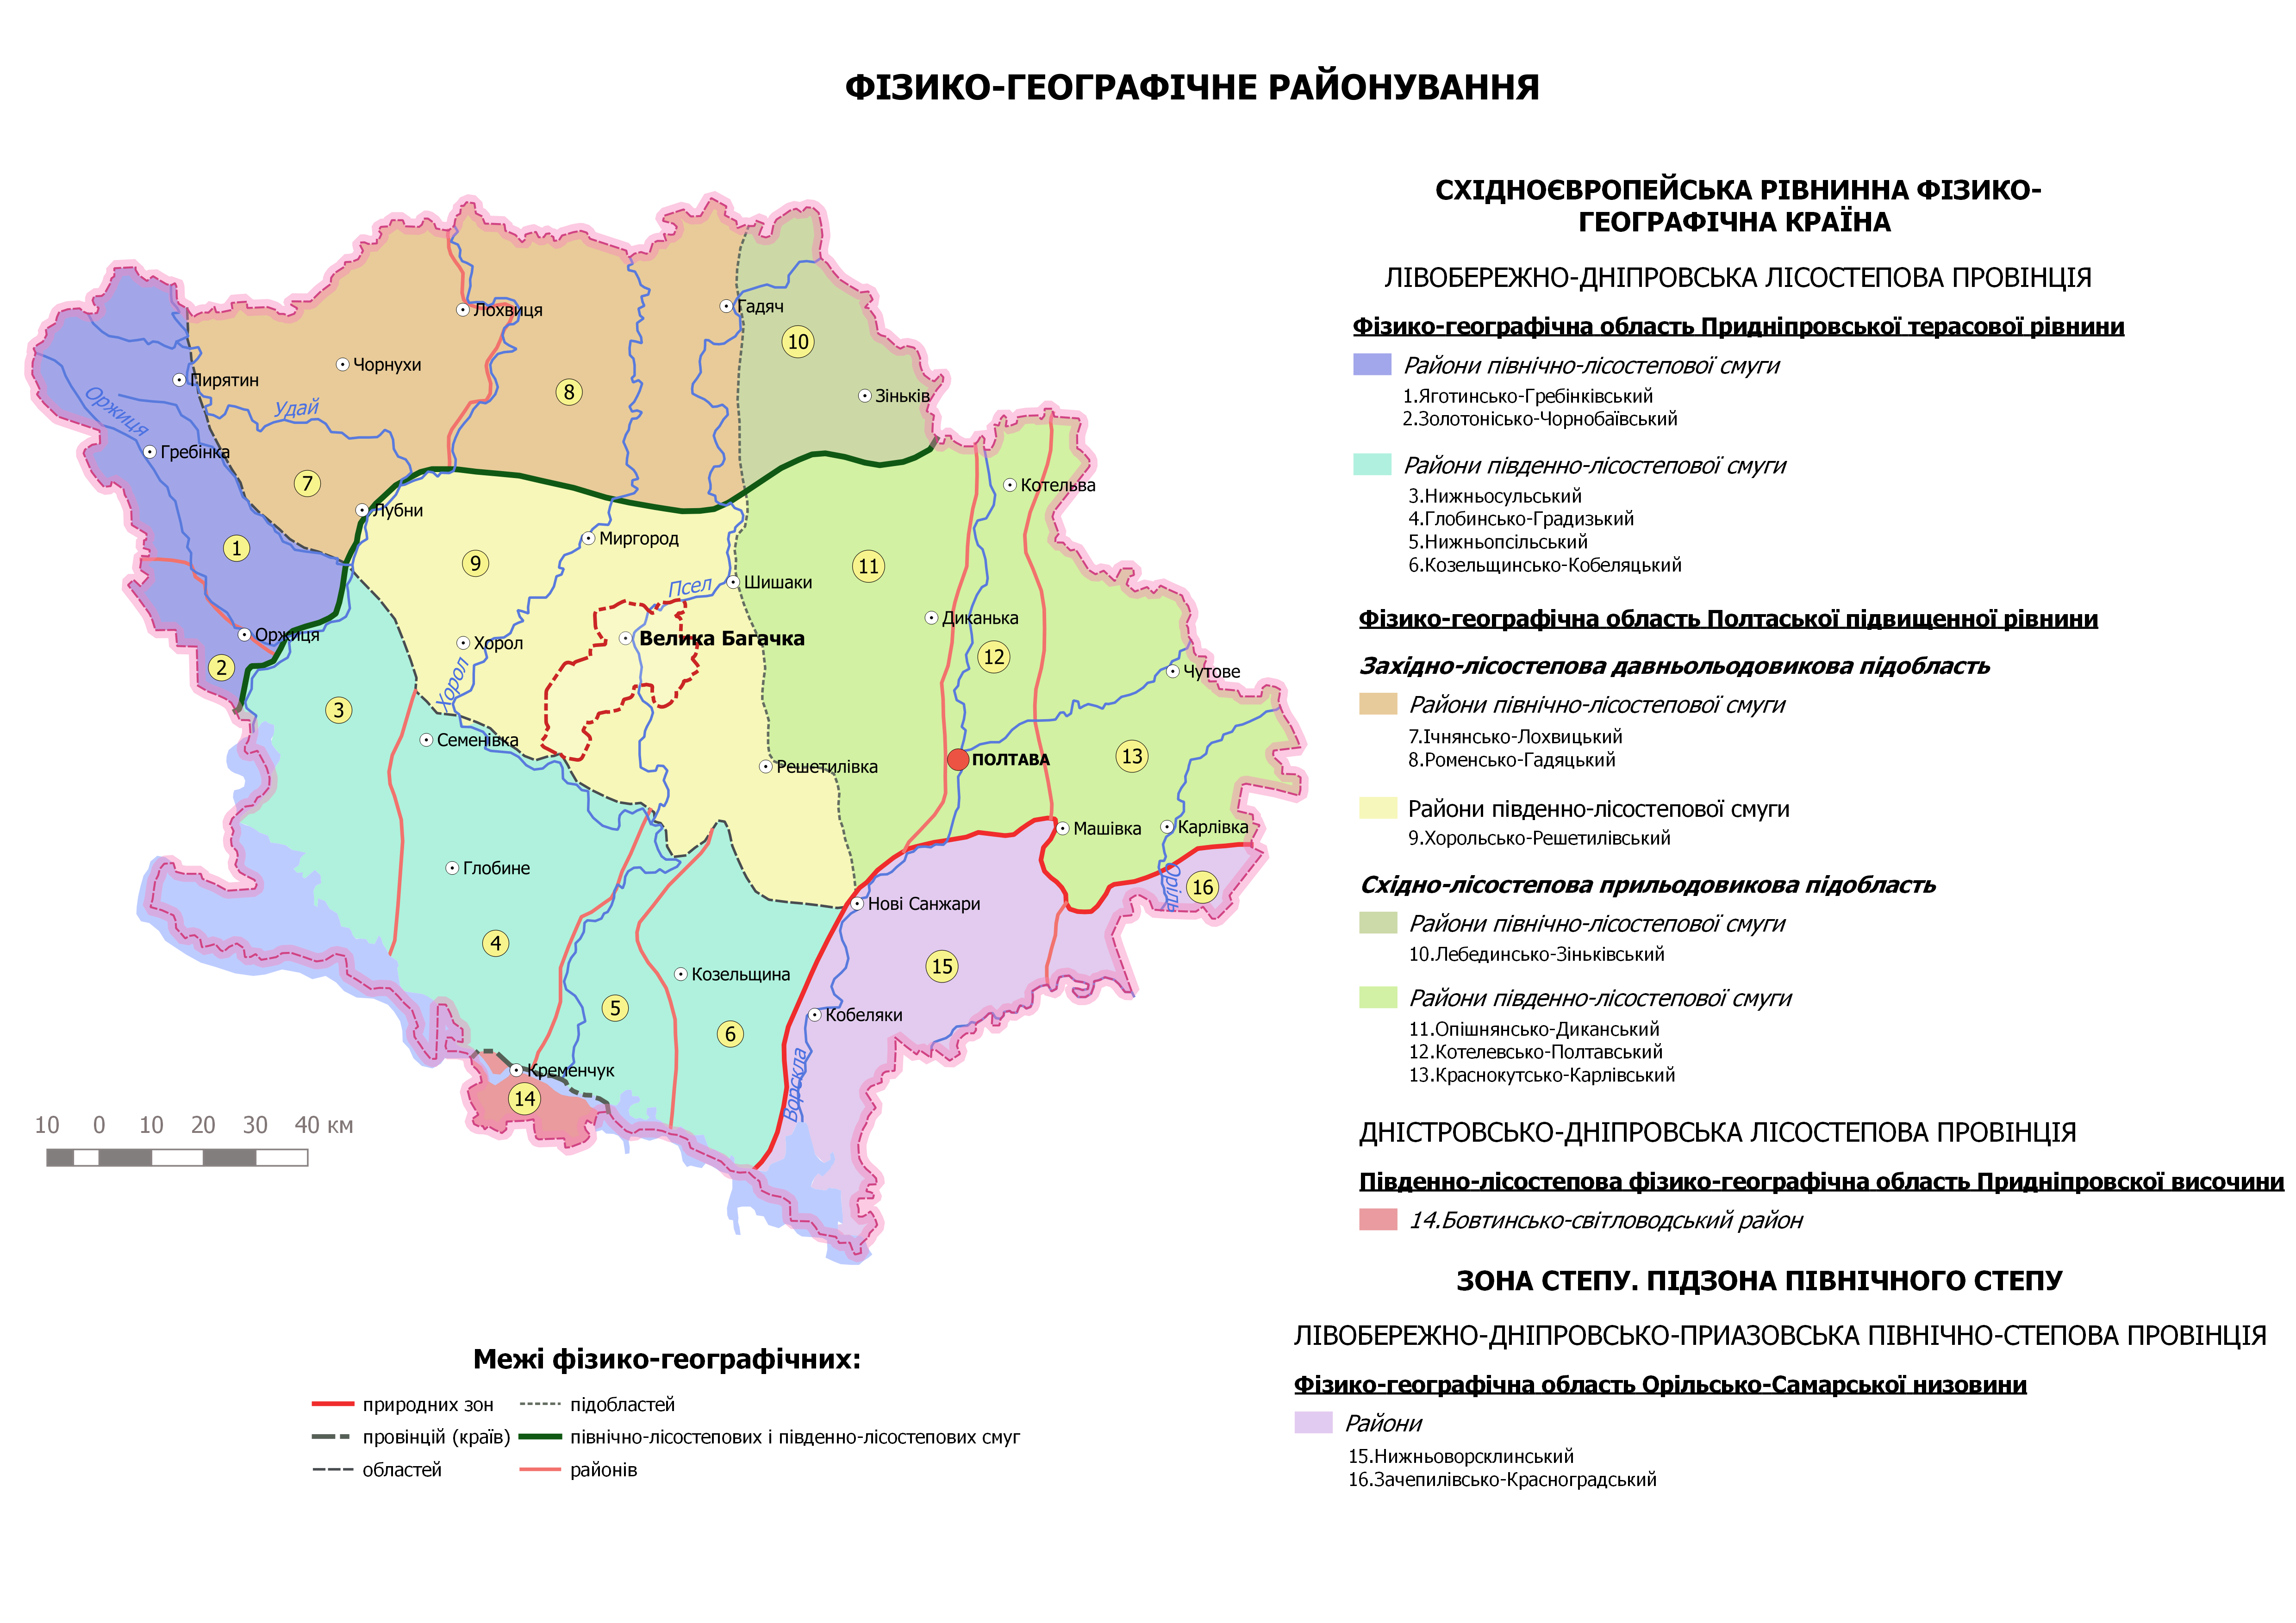 ФІЗИКО-ГЕОГРАФІЧНЕ РАЙОНУВАННЯ
СХІДНОЄВРОПЕЙСЬКА РІВНИННА ФІЗИКО-
ГЕОГРАФІЧНА КРАЇНА
ЛІВОБЕРЕЖНО-ДНІПРОВСЬКА ЛІСОСТЕПОВА ПРОВІНЦІЯ
Фізико-географічна область Придніпровської терасової рівнини
Райони північно-лісостепової смуги
1.Яготинсько-Гребінківський
2.Золотонісько-Чорнобаївський
Райони південно-лісостепової смуги
3.Нижньосульський
4.Глобинсько-Градизький
5.Нижньопсільський
6.Козельщинсько-Кобеляцький
Фізико-географічна область Полтаської підвищенної рівнини
Західно-лісостепова давньольодовикова підобласть
Райони північно-лісостепової смуги
7.Ічнянсько-Лохвицький
8.Роменсько-Гадяцький
Райони південно-лісостепової смуги
9.Хорольсько-Решетилівський
Східно-лісостепова прильодовикова підобласть
Райони північно-лісостепової смуги
10.Лебединсько-Зіньківський
Райони південно-лісостепової смуги
11.Опішнянсько-Диканський
12.Котелевсько-Полтавський
13.Краснокутсько-Карлівський
ДНІСТРОВСЬКО-ДНІПРОВСЬКА ЛІСОСТЕПОВА ПРОВІНЦІЯ
Південно-лісостепова фізико-географічна область Придніпровскої височини
14.Бовтинсько-світловодський район
ЗОНА СТЕПУ. ПІДЗОНА ПІВНІЧНОГО СТЕПУ
ЛІВОБЕРЕЖНО-ДНІПРОВСЬКО-ПРИАЗОВСЬКА ПІВНІЧНО-СТЕПОВА ПРОВІНЦІЯ
Фізико-географічна область Орільсько-Самарської низовини
Райони
15.Нижньоворсклинський
16.Зачепилівсько-Красноградський
Лохвиця
Гадяч
10
Чорнухи
Пирятин
8
Зіньків
Оржиця
Удай
Гребінка
7
Котельва
Лубни
1
Миргород
9
11
Псел
Шишаки
Диканька
Оржиця
Хорол
Велика Багачка
12
2
Чутове
Хорол
3
Семенівка
Решетилівка
ПОЛТАВА
13
Машівка
Карлівка
Глобине
Оріль
16
Нові Санжари
4
15
Козельщина
5
Кобеляки
6
Кременчук
Ворскла
14
10 0 10 20 30 40 км
Межі фізико-географічних:
природних зон
підобластей
провінцій (країв)
північно-лісостепових і південно-лісостепових смуг
областей
районів